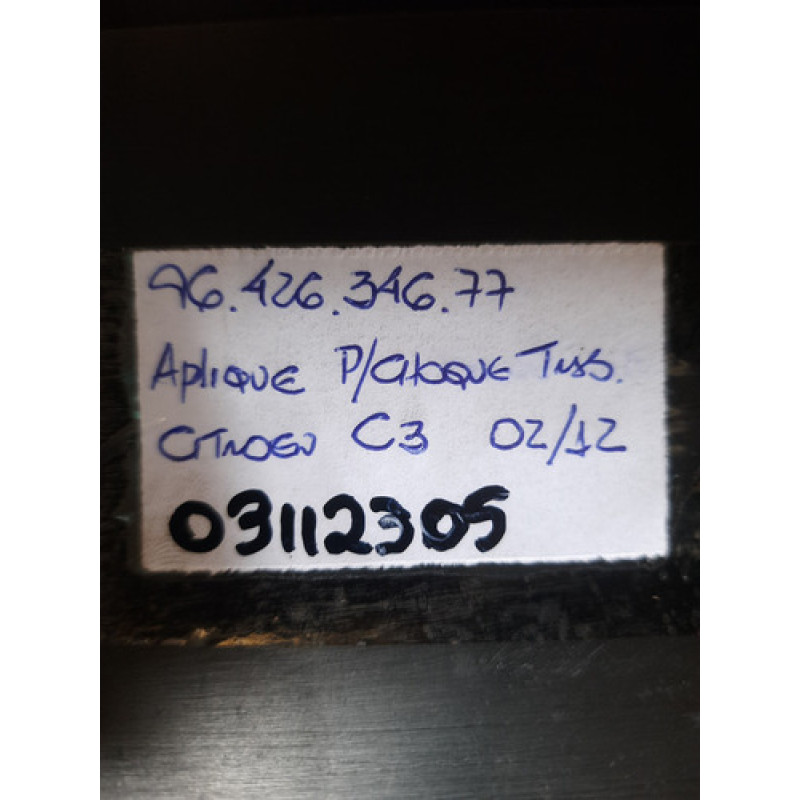 96.426.346.77
Aplique P/choque Tras.
Citroen C3 02/12
03112305